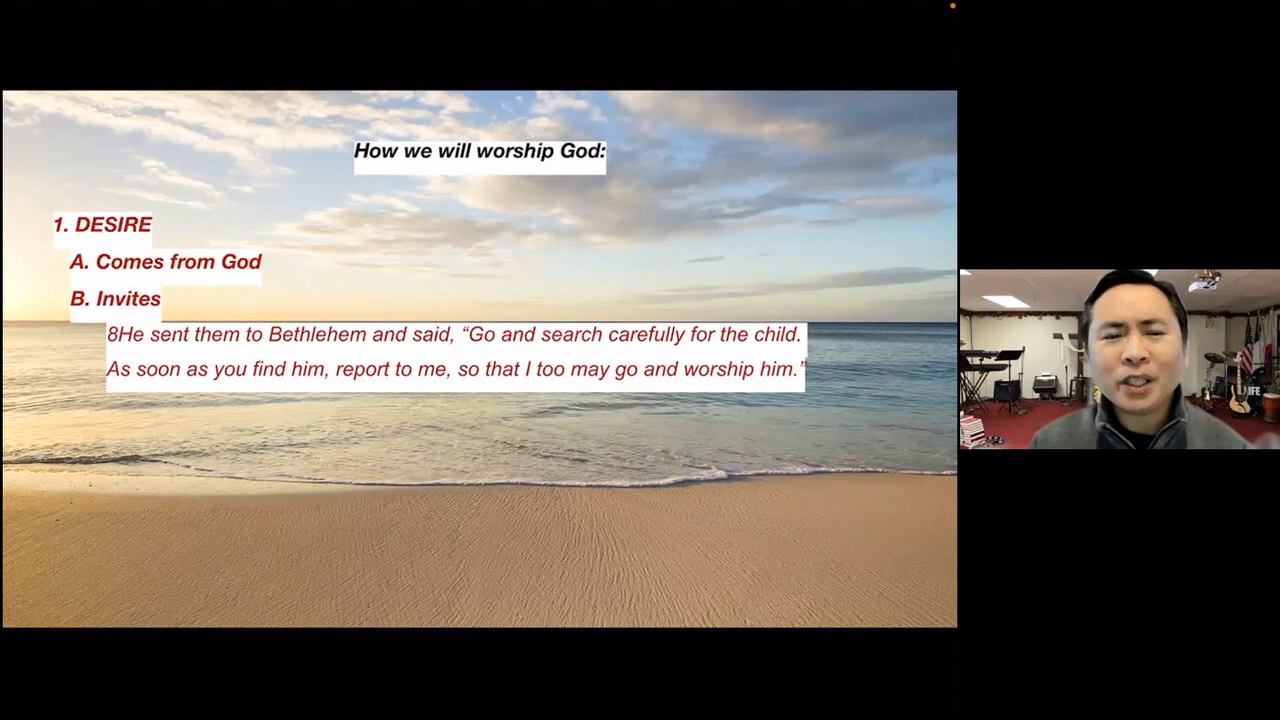 How we will worship God:
1. DESIRE
A. Comes from God
B. Invites
8He sent them to Bethlehem and said, “Go and search carefully for the child.
As soon as you find him, report to me, so that I too may go and worship him.”
LIFE